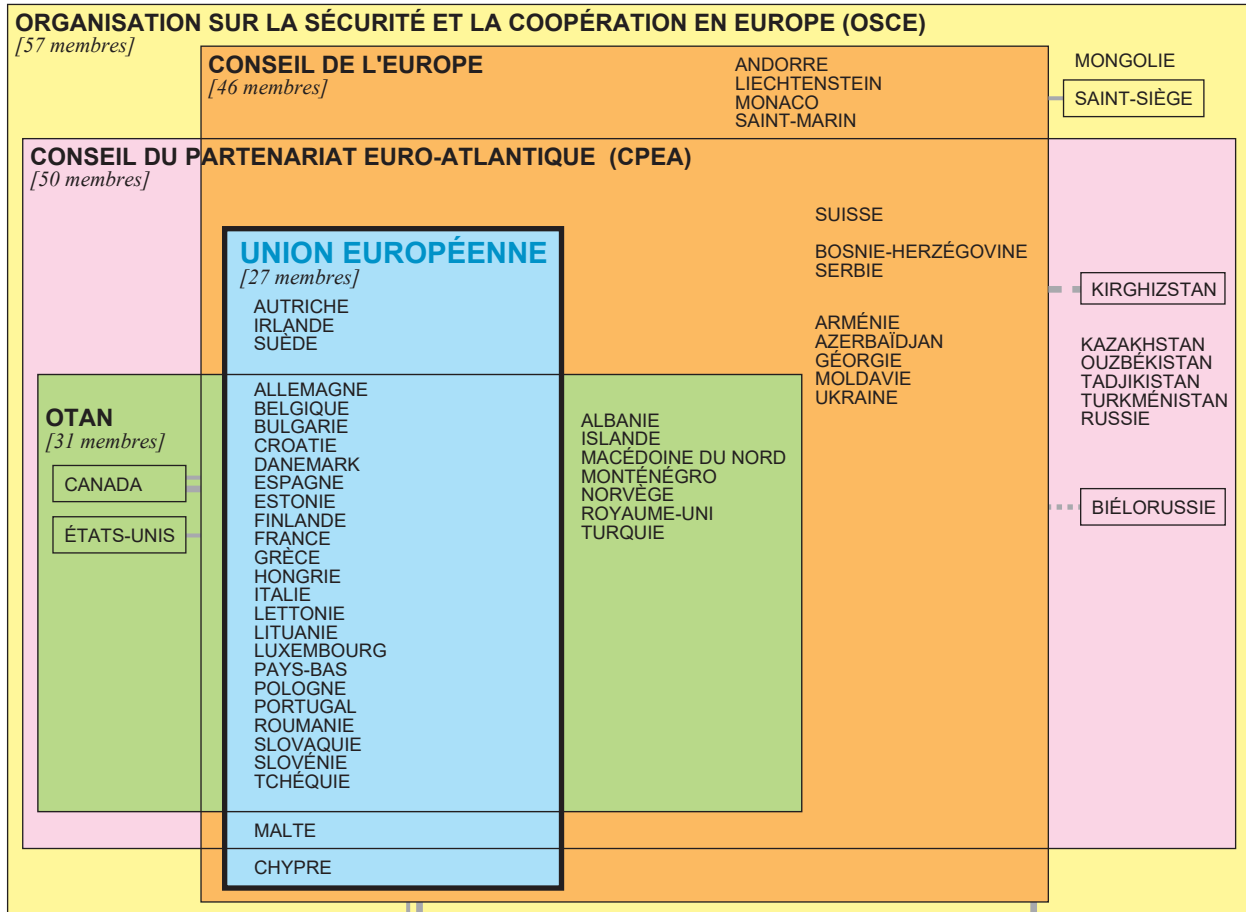 ORGANISATION SUR LA SÉCURITÉ ET LA COOPÉRATION EN EUROPE (OSCE)
[57 membres]
CONSEIL DE L'EUROPE
[46 membres]
ANDORRE
LIECHTENSTEIN
MONACO
SAINT-MARIN
MONGOLIE
SAINT-SIÈGE
CONSEIL DU PARTENARIAT EURO-ATLANTIQUE (CPEA)
[50 membres]
UNION EUROPÉENNE
[27 membres]
AUTRICHE
IRLANDE
SUÈDE
SUISSE
BOSNIE-HERZÉGOVINE
SERBIE
ARMÉNIE
AZERBAÏDJAN
GÉORGIE
MOLDAVIE
UKRAINE
KIRGHIZSTAN
KAZAKHSTAN
OUZBÉKISTAN
TADJIKISTAN
TURKMÉNISTAN
RUSSIE
BIÉLORUSSIE
OTAN
[31 membres]
CANADA
ÉTATS-UNIS
ALLEMAGNE
BELGIQUE
BULGARIE
CROATIE
DANEMARK
ESPAGNE
ESTONIE
FINLANDE
FRANCE
GRÈCE
HONGRIE
ITALIE
LETTONIE
LITUANIE
LUXEMBOURG
PAYS-BAS
POLOGNE
PORTUGAL
ROUMANIE
SLOVAQUIE
SLOVÉNIE
TCHÉQUIE
ALBANIE
ISLANDE
MACÉDOINE DU NORD
MONTÉNÉGRO
NORVÈGE
ROYAUME-UNI
TURQUIE
MALTE
CHYPRE